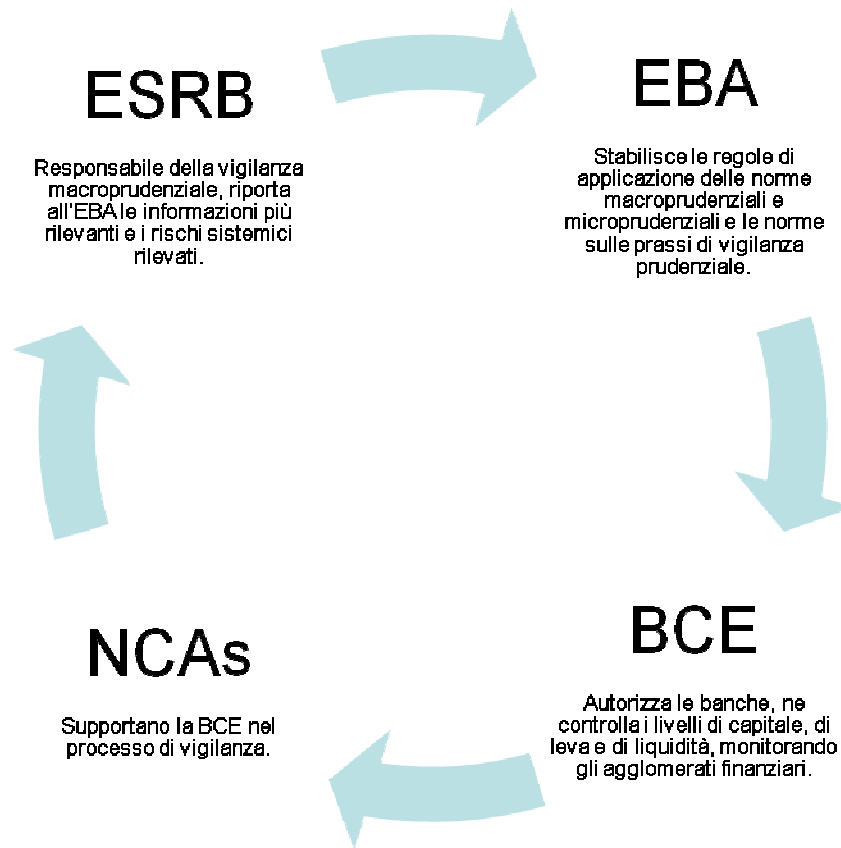 ESRB
Responsabile della vigilanza
macroprudenziale, riporta
all'EBA le informazioni più
rilevanti e i rischi sistemici
rilevati.
EBA
Stabilisce le regole di
applicazione delle norme
macroprudenziali e
microprudenziali e le norme
sulle prassi di vigilanza
prudenziale.
BCE
Autorizza le banche, ne
controlla i livelli di capitale, di
leva e di liquidità, monitorando
gli agglomerati finanziari.
NCAs
Supportano la BCE nel
processo di vigilanza.